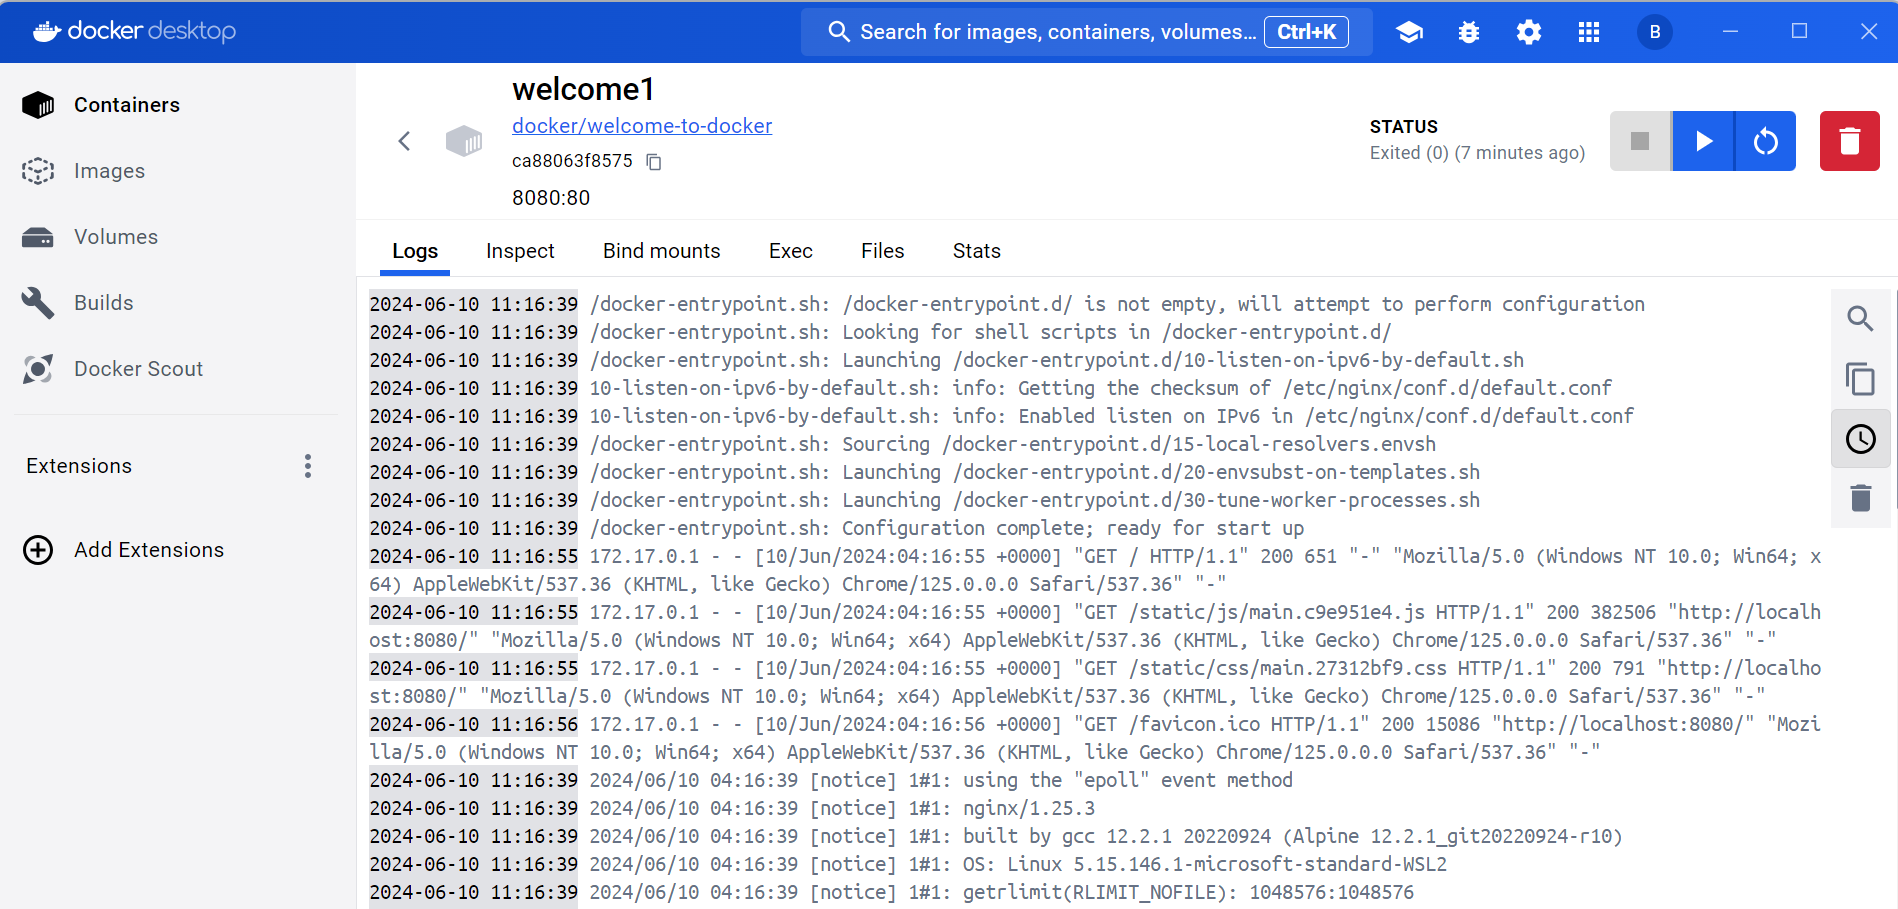 docker desktop
Search for images, containers, volumes... Ctrl+K
B
Containers
Images
Volumes
Builds
Docker Scout
Extensions
Add Extensions
welcome1
docker/welcome-to-docker
ca88063f8575
8080:80
STATUS
Exited (0) (7 minutes ago)
Logs Inspect Bind mounts Exec Files Stats
2024-06-10 11:16:39 /docker-entrypoint.sh: /docker-entrypoint.d/ is not empty, will attempt to perform configuration
2024-06-10 11:16:39 /docker-entrypoint.sh: Looking for shell scripts in /docker-entrypoint.d/
2024-06-10 11:16:39 /docker-entrypoint.sh: Launching /docker-entrypoint.d/10-listen-on-ipv6-by-default.sh
2024-06-10 11:16:39 10-listen-on-ipv6-by-default.sh: info: Getting the checksum of /etc/nginx/conf.d/default.conf
2024-06-10 11:16:39 10-listen-on-ipv6-by-default.sh: info: Enabled listen on IPv6 in /etc/nginx/conf.d/default.conf
2024-06-10 11:16:39 /docker-entrypoint.sh: Sourcing /docker-entrypoint.d/15-local-resolvers.envsh
2024-06-10 11:16:39 /docker-entrypoint.sh: Launching /docker-entrypoint.d/20-envsubst-on-templates.sh
2024-06-10 11:16:39 /docker-entrypoint.sh: Launching /docker-entrypoint.d/30-tune-worker-processes.sh
2024-06-10 11:16:39 /docker-entrypoint.sh: Configuration complete; ready for start up
2024-06-10 11:16:55 172.17.0.1 - - [10/Jun/2024:04:16:55 +0000] "GET / HTTP/1.1" 200 651 "-" "Mozilla/5.0 (Windows NT 10.0; Win64; x
64) AppleWebKit/537.36 (KHTML, like Gecko) Chrome/125.0.0.0 Safari/537.36" "-"
2024-06-10 11:16:55 172.17.0.1 - - [10/Jun/2024:04:16:55 +0000] "GET /static/js/main.c9e951e4.js HTTP/1.1" 200 382506 "http://localh
ost:8080/" "Mozilla/5.0 (Windows NT 10.0; Win64; x64) AppleWebKit/537.36 (KHTML, like Gecko) Chrome/125.0.0.0 Safari/537.36" "-"
2024-06-10 11:16:55 172.17.0.1 - - [10/Jun/2024:04:16:55 +0000] "GET /static/css/main.27312bf9.css HTTP/1.1" 200 791 "http://localho
st:8080/" "Mozilla/5.0 (Windows NT 10.0; Win64; x64) AppleWebKit/537.36 (KHTML, like Gecko) Chrome/125.0.0.0 Safari/537.36" "-"
2024-06-10 11:16:56 172.17.0.1 - - [10/Jun/2024:04:16:56 +0000] "GET /favicon.ico HTTP/1.1" 200 15086 "http://localhost:8080/" "Mozi
lla/5.0 (Windows NT 10.0; Win64; x64) AppleWebKit/537.36 (KHTML, like Gecko) Chrome/125.0.0.0 Safari/537.36" "-"
2024-06-10 11:16:39 2024/06/10 04:16:39 [notice] 1#1: using the "epoll" event method
2024-06-10 11:16:39 2024/06/10 04:16:39 [notice] 1#1: nginx/1.25.3
2024-06-10 11:16:39 2024/06/10 04:16:39 [notice] 1#1: built by gcc 12.2.1 20220924 (Alpine 12.2.1_git20220924-r10)
2024-06-10 11:16:39 2024/06/10 04:16:39 [notice] 1#1: OS: Linux 5.15.146.1-microsoft-standard-WSL2
2024-06-10 11:16:39 2024/06/10 04:16:39 [notice] 1#1: getrlimit(RLIMIT_NOFILE): 1048576:1048576